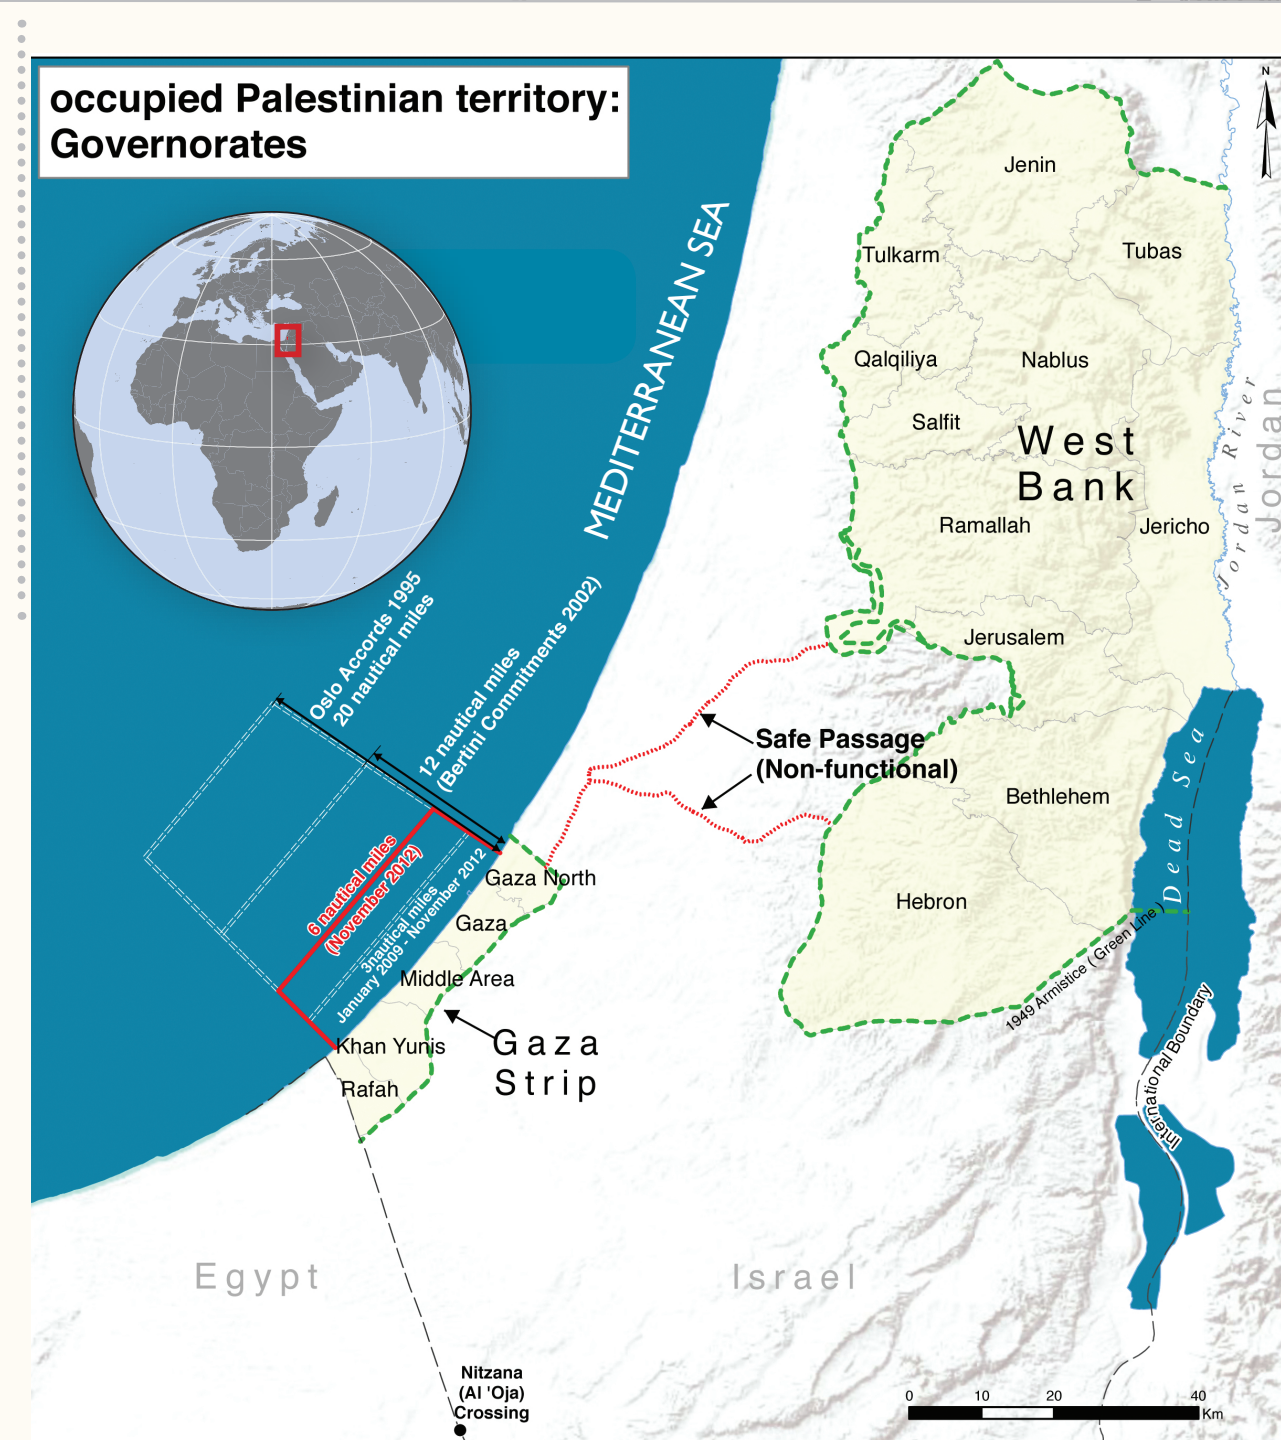 occupied Palestinian territory:
Governorates
N
Jenin
Tulkarm
Tubas
MEDITERRANEAN SEA
Qalqiliya
Nablus
Salfit
West
Bank
Jordan River
Jordan
Ramallah
Jericho
Oslo Accords 1995
20 nautical miles
12 nautical miles
(Bertini Commitments 2002)
Jerusalem
Safe Passage
(Non-functional)
Bethlehem
Dead Sea
6 nautical miles
(November 2012)
3nautical miles
January 2009 - November 2012
Gaza North
Gaza
Hebron
Middle Area
1949 Armistice ( Green Line )
Gaza
Strip
Khan Yunis
Rafah
International Boundary
Egypt
Israel
Nitzana
(Al 'Oja)
Crossing
0 10 20 40
Km